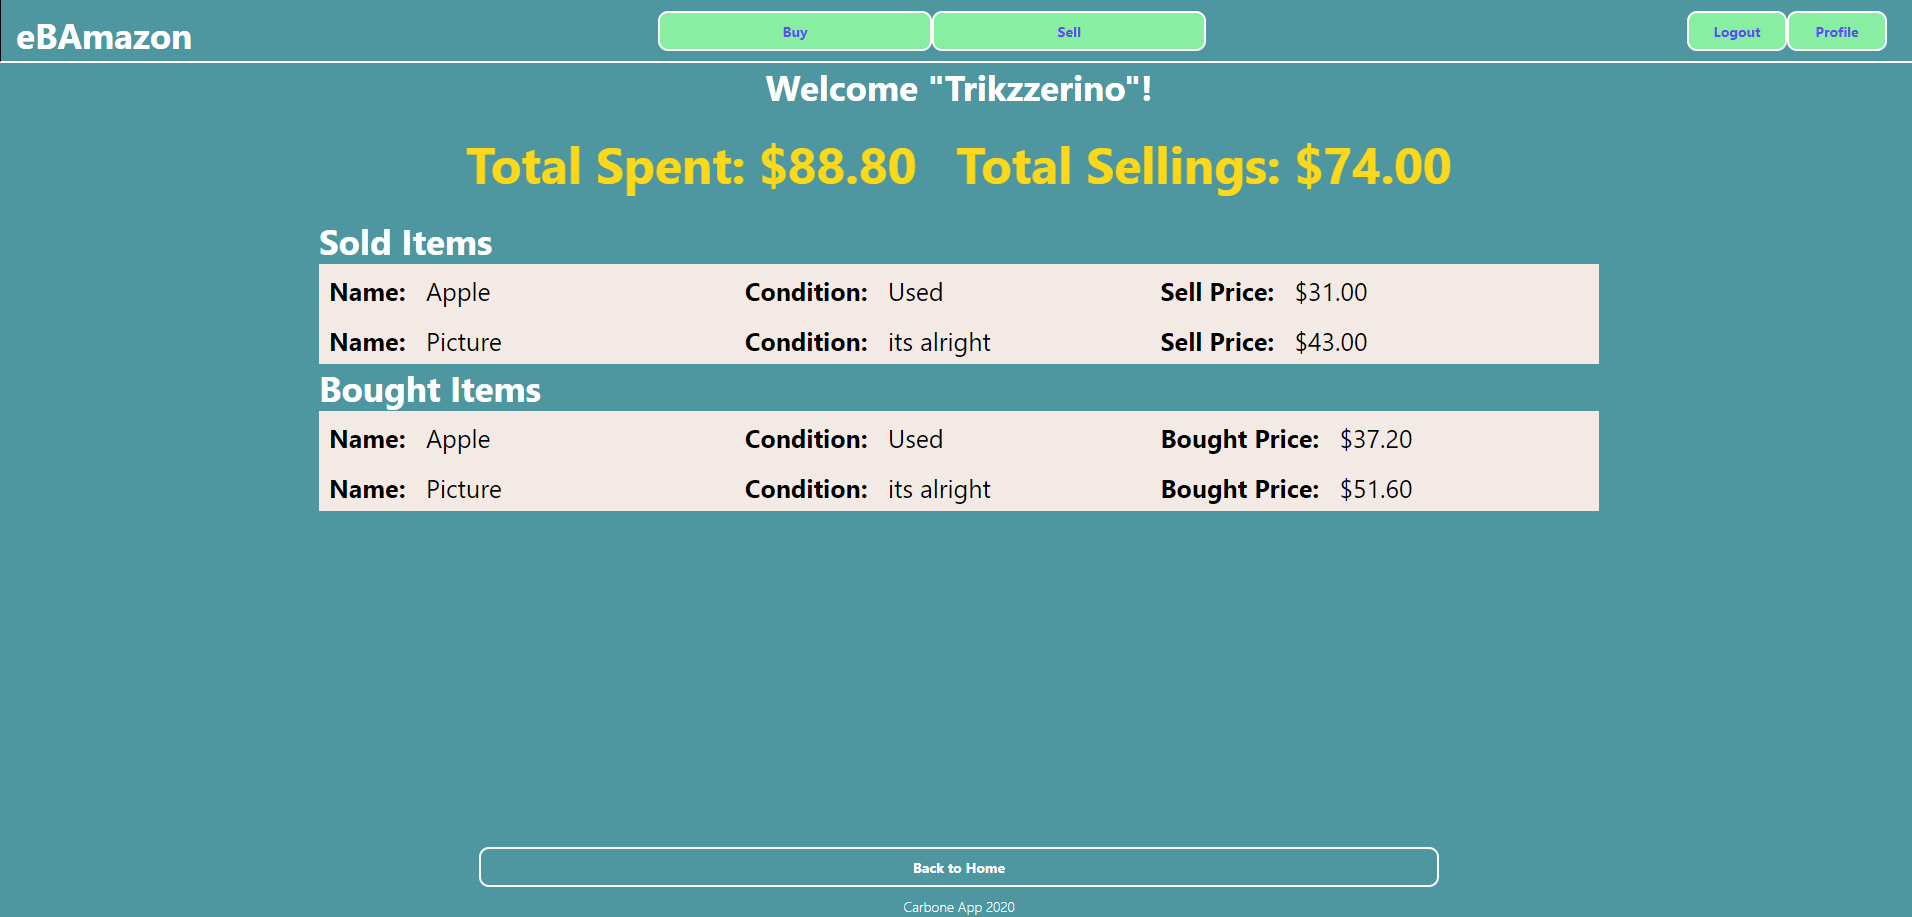 eBAmazon
Buy Sell
Logout Profile
Welcome "Trikzzerino"!
Total Spent: $88.80 Total Sellings: $74.00
Sold Items
Name: Apple Condition: Used Sell Price: $31.00
Name: Picture Condition: its alright Sell Price: $43.00
Bought Items
Name: Apple Condition: Used Bought Price: $37.20
Name: Picture Condition: its alright Bought Price: $51.60
Back to Home
Carbone App 2020